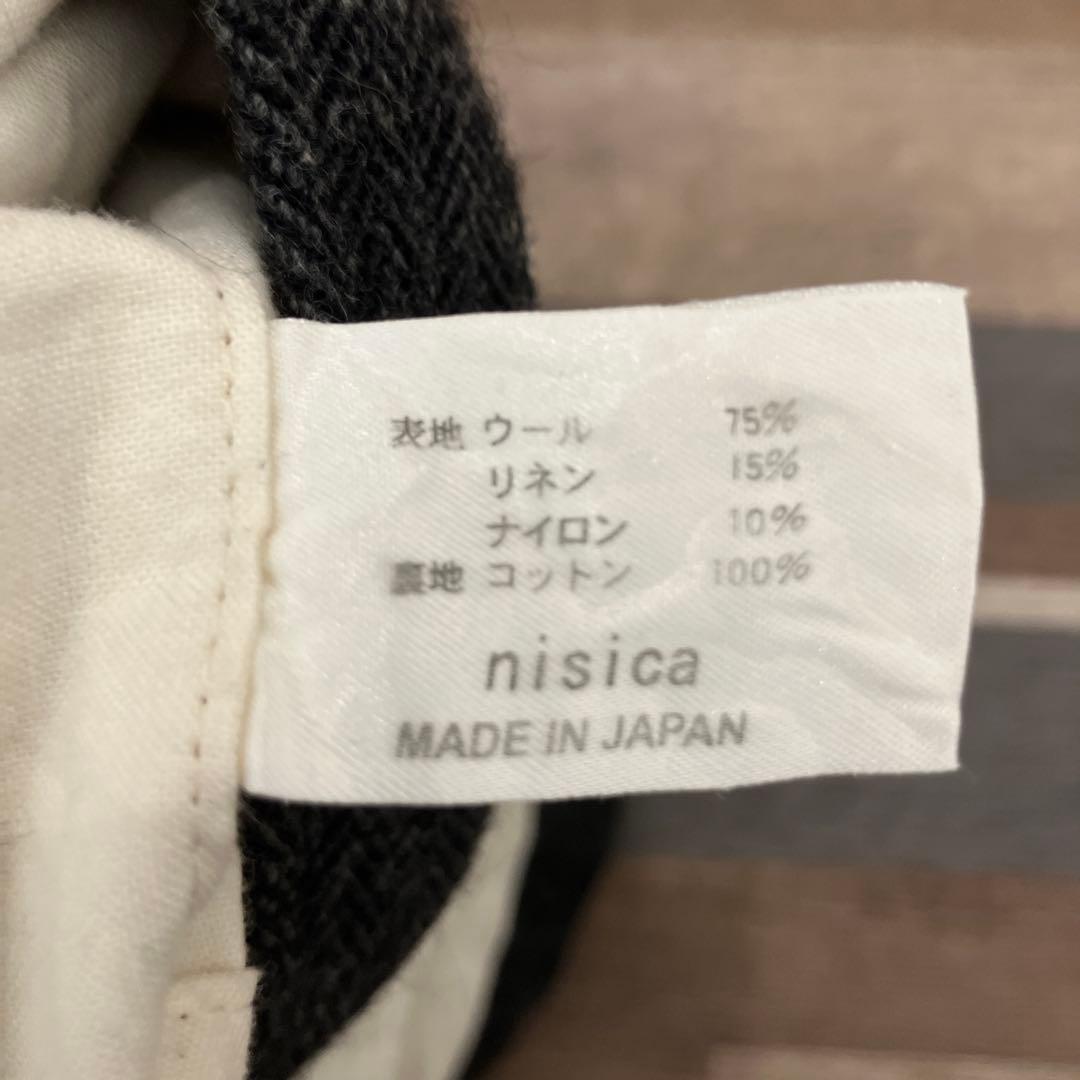 表地 ウール 75%
リネン 15%
ナイロン 10%
裏地 コットン 100%
nisica
MADE IN JAPAN